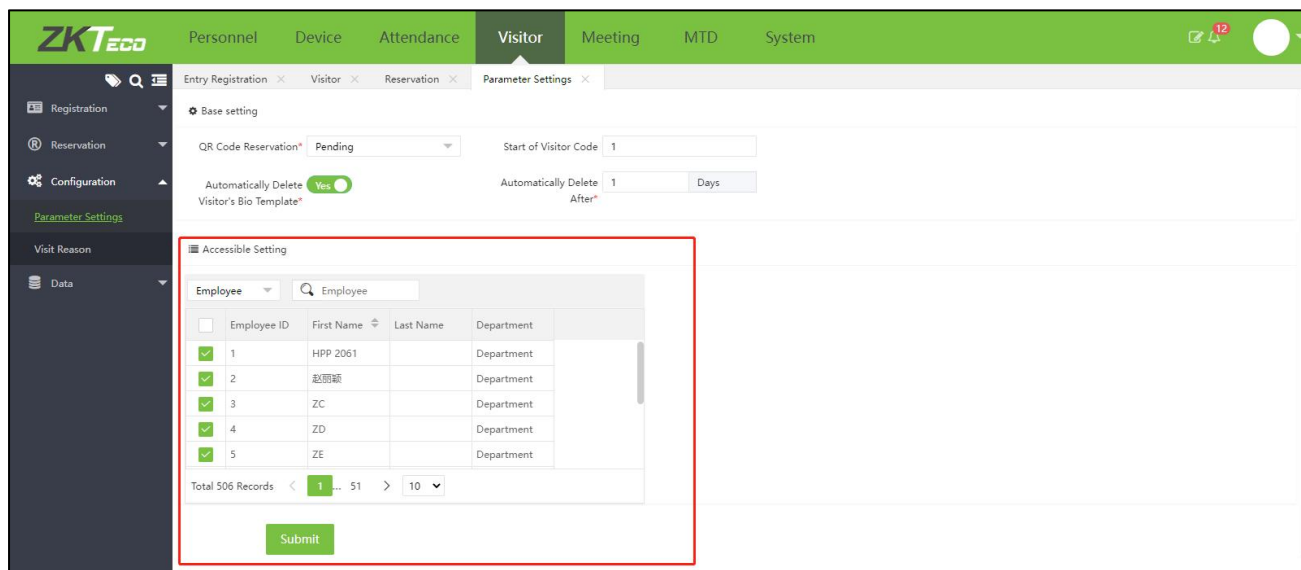 ZKTeco Personnel Device Attendance Visitor Meeting MTD System 12
Entry Registration Visitor Reservation Parameter Settings
Registration
Reservation
Configuration
Parameter Settings
Visit Reason
Data
Base setting
QR Code Reservation* Pending Start of Visitor Code 1
Automatically Delete Yes Automatically Delete 1 Days
Visitor's Bio Template* After*
Accessible Setting
Employee Employee
Employee ID First Name Last Name Department
1 HPP 2061 Department
2 赵丽颖 Department
3 ZC Department
4 ZD Department
5 ZE Department
Total 506 Records < 1 ... 51 > 10
Submit